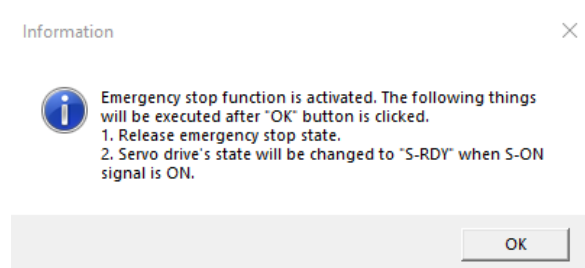 Information
Emergency stop function is activated. The following things
will be executed after "OK" button is clicked.
1. Release emergency stop state.
2. Servo drive's state will be changed to "S-RDY" when S-ON
signal is ON.
OK